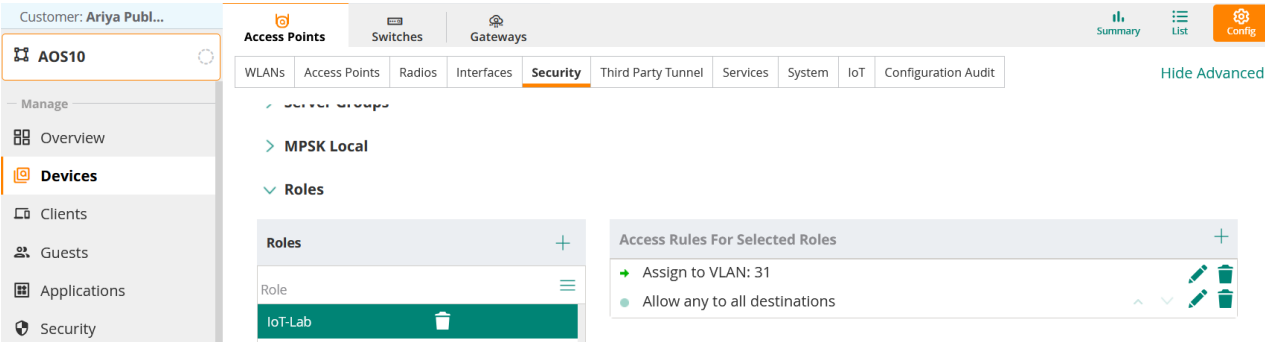 Customer: Ariya Publ...
AOS10
Manage
Overview
Devices
Clients
Guests
Applications
Security
Access Points
Switches
Gateways
Summary
List
Config
WLANs Access Points Radios Interfaces Security Third Party Tunnel Services System IoT Configuration Audit
Hide Advanced
Server Groups
MPSK Local
Roles
Roles
Role
IoT-Lab
Access Rules For Selected Roles
Assign to VLAN: 31
Allow any to all destinations